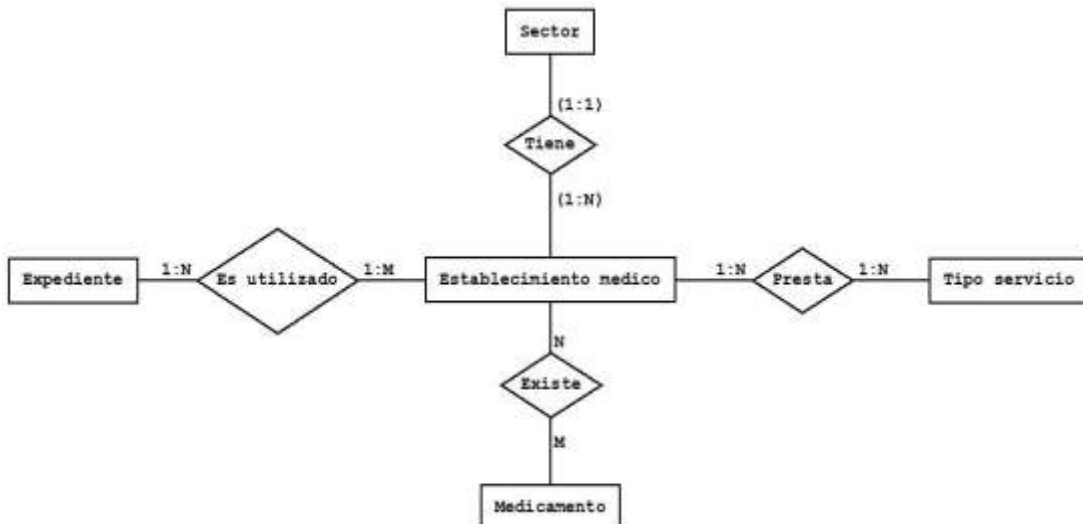 Sector
(1:1)
Tiene
(1:N)
Expediente 1:N Es utilizado 1:M Establecimiento medico 1:N Presta 1:N Tipo servicio
N
Existe
M
Medicamento